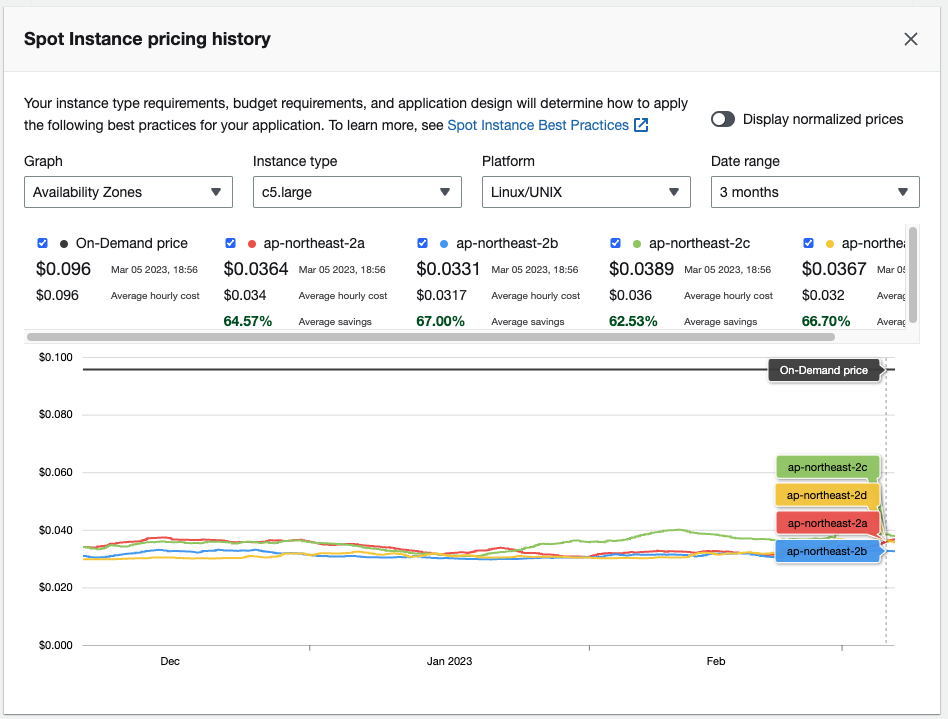 Spot Instance pricing history
Your instance type requirements, budget requirements, and application design will determine how to apply
the following best practices for your application. To learn more, see Spot Instance Best Practices
Display normalized prices
Graph Instance type Platform Date range
Availability Zones c5.large Linux/UNIX 3 months
On-Demand price ap-northeast-2a ap-northeast-2b ap-northeast-2c ap-northea
$0.096 Mar 05 2023, 18:56 $0.0364 Mar 05 2023, 18:56 $0.0331 Mar 05 2023, 18:56 $0.0389 Mar 05 2023, 18:56 $0.0367 Mar 05
$0.096 Average hourly cost $0.034 Average hourly cost $0.0317 Average hourly cost $0.036 Average hourly cost $0.032 Averag
64.57% Average savings 67.00% Average savings 62.53% Average savings 66.70% Averag
$0.100
On-Demand price
$0.080
$0.060
ap-northeast-2c
ap-northeast-2d
ap-northeast-2a
$0.040
ap-northeast-2b
$0.020
$0.000
Dec Jan 2023 Feb